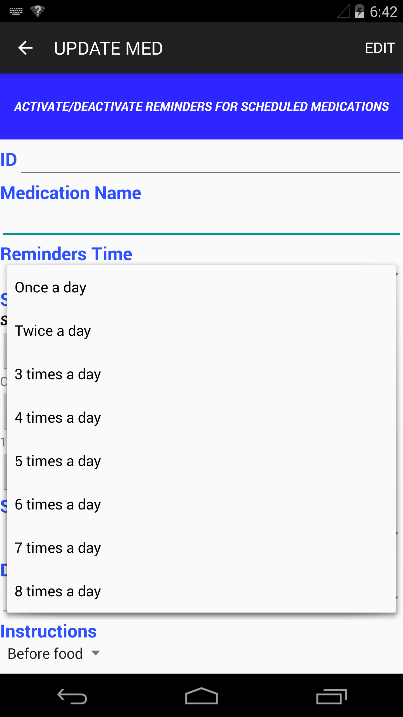 6:42
UPDATE MED
EDIT
ACTIVATE/DEACTIVATE REMINDERS FOR SCHEDULED MEDICATIONS
ID
Medication Name
Reminders Time
Once a day
Twice a day
3 times a day
4 times a day
5 times a day
6 times a day
7 times a day
8 times a day
Instructions
Before food